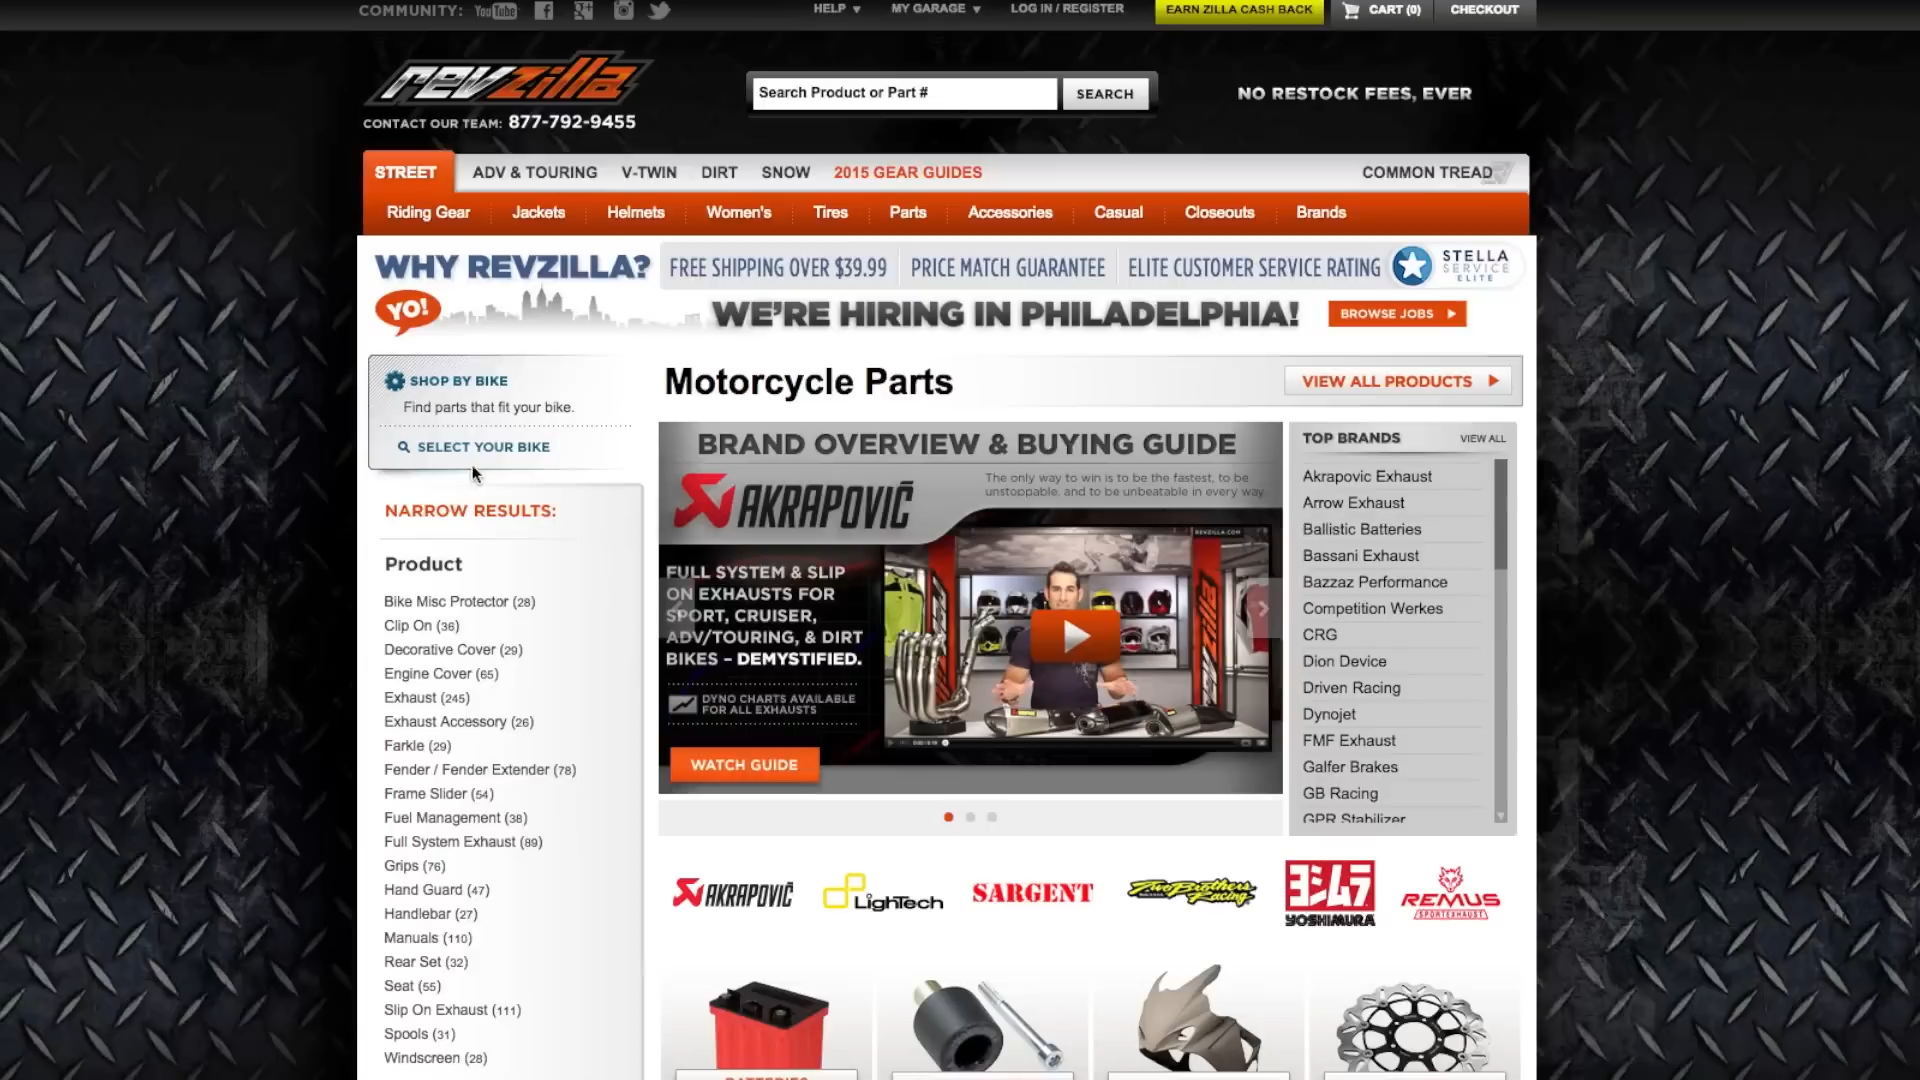 COMMUNITY: YouTube
HELP MY GARAGE LOG IN / REGISTER EARN ZILLA CASH BACK CART (0) CHECKOUT
revzilla
CONTACT OUR TEAM: 877-792-9455
Search Product or Part # SEARCH
NO RESTOCK FEES, EVER
STREET ADV & TOURING V-TWIN DIRT SNOW 2015 GEAR GUIDES COMMON TREAD
Riding Gear Jackets Helmets Women's Tires Parts Accessories Casual Closeouts Brands
WHY REVZILLA? FREE SHIPPING OVER $39.99 PRICE MATCH GUARANTEE ELITE CUSTOMER SERVICE RATING
STELLA
SERVICE
ELITE
YO! WE'RE HIRING IN PHILADELPHIA! BROWSE JOBS
SHOP BY BIKE
Find parts that fit your bike.
SELECT YOUR BIKE
NARROW RESULTS:
Product
Bike Misc Protector (28)
Clip On (36)
Decorative Cover (29)
Engine Cover (65)
Exhaust (245)
Exhaust Accessory (26)
Farkle (29)
Fender / Fender Extender (78)
Frame Slider (54)
Fuel Management (38)
Full System Exhaust (89)
Grips (76)
Hand Guard (47)
Handlebar (27)
Manuals (110)
Rear Set (32)
Seat (55)
Slip On Exhaust (111)
Spools (31)
Windscreen (28)
Motorcycle Parts
VIEW ALL PRODUCTS
BRAND OVERVIEW & BUYING GUIDE
AKRAPOVIČ
The only way to win is to be the fastest, to be
unstoppable, and to be unbeatable in every way
REVZILLA.COM
FULL SYSTEM & SLIP
ON EXHAUSTS FOR
SPORT, CRUISER,
ADV/TOURING, & DIRT
BIKES – DEMYSTIFIED.
DYNO CHARTS AVAILABLE
FOR ALL EXHAUSTS
WATCH GUIDE
TOP BRANDS VIEW ALL
Akrapovic Exhaust
Arrow Exhaust
Ballistic Batteries
Bassani Exhaust
Bazzaz Performance
Competition Werkes
CRG
Dion Device
Driven Racing
Dynojet
FMF Exhaust
Galfer Brakes
GB Racing
GPR Stabilizer
AKRAPOVIČ LighTech SARGENT Two Brothers Racing ヨシムラ
YOSHIMURA
REMUS
SPORTEXHAUST
BATTERIES